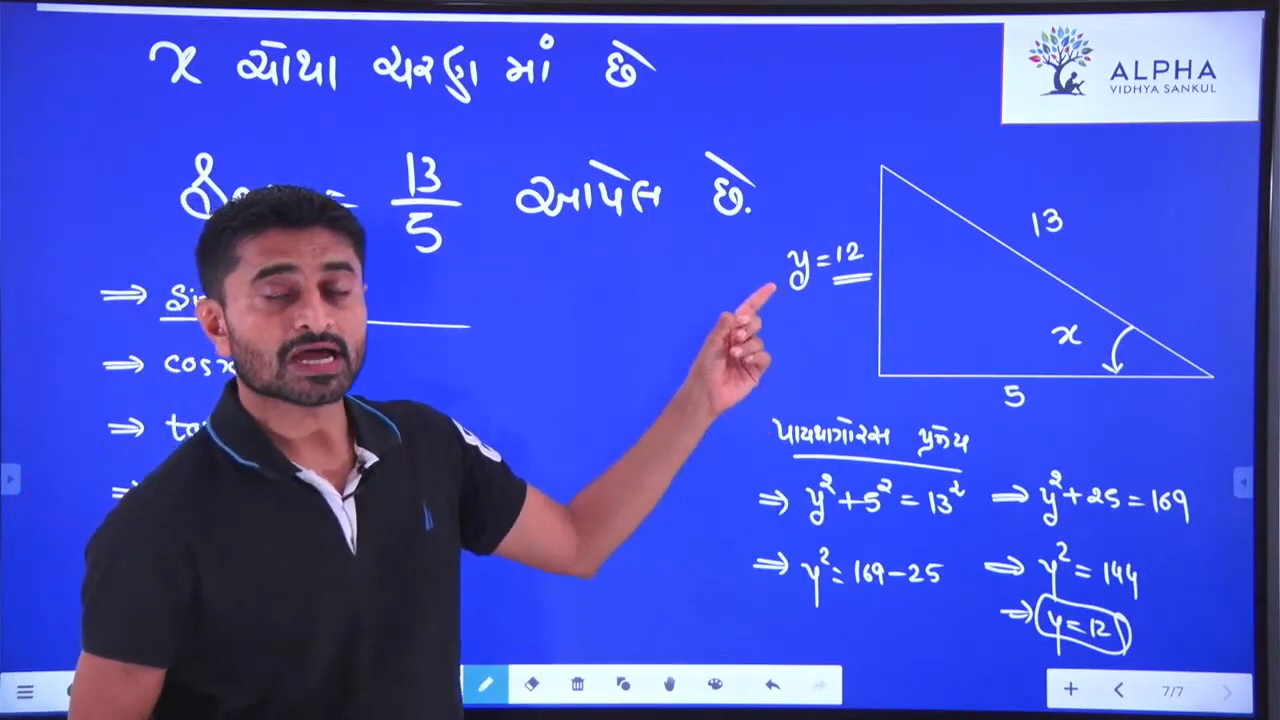 x ચોથા ચરણ માં છે
= 13/5 આપેલ છે.
ALPHA
VIDHYA SANKUL
13
y = 12
x
5
પાયથાગોરસ પ્રમેય
⇒ y² + 5² = 13² ⇒ y² + 25 = 169
⇒ y² = 169 - 25 ⇒ y² = 144
⇒ y = 12
⇒
⇒ cosx
⇒
7/7